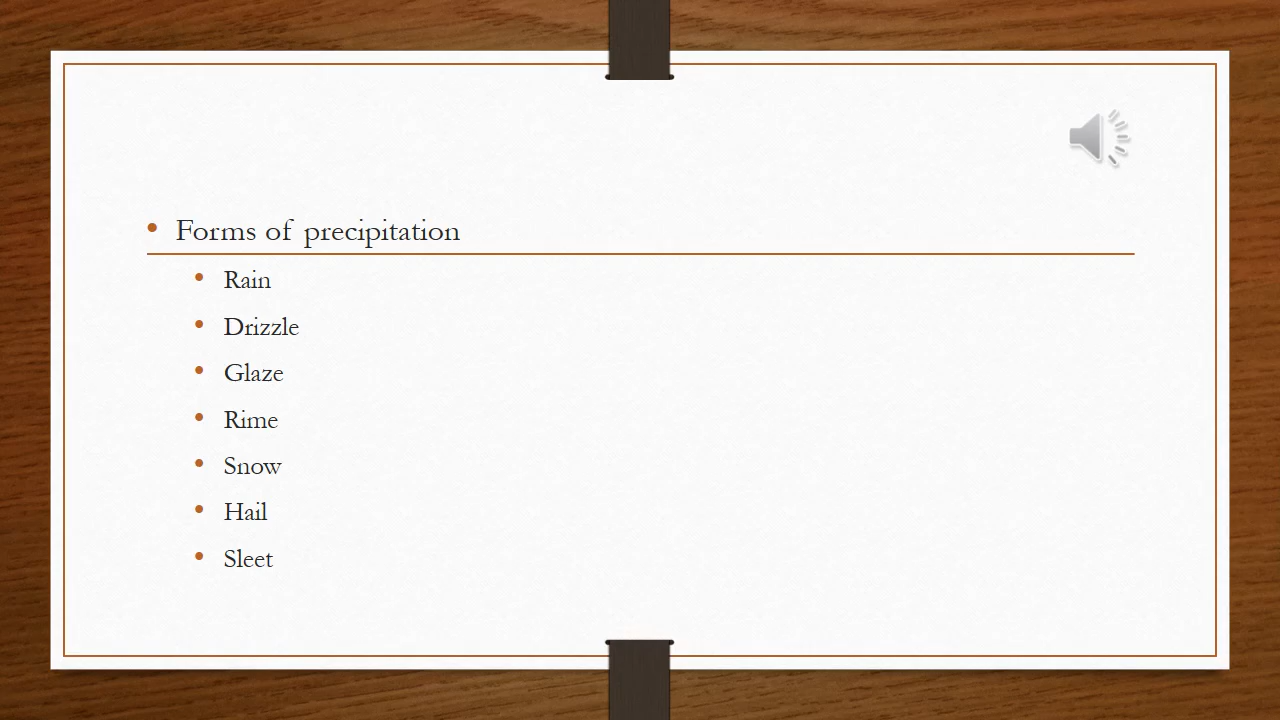 • Forms of precipitation
• Rain
• Drizzle
• Glaze
• Rime
• Snow
• Hail
• Sleet